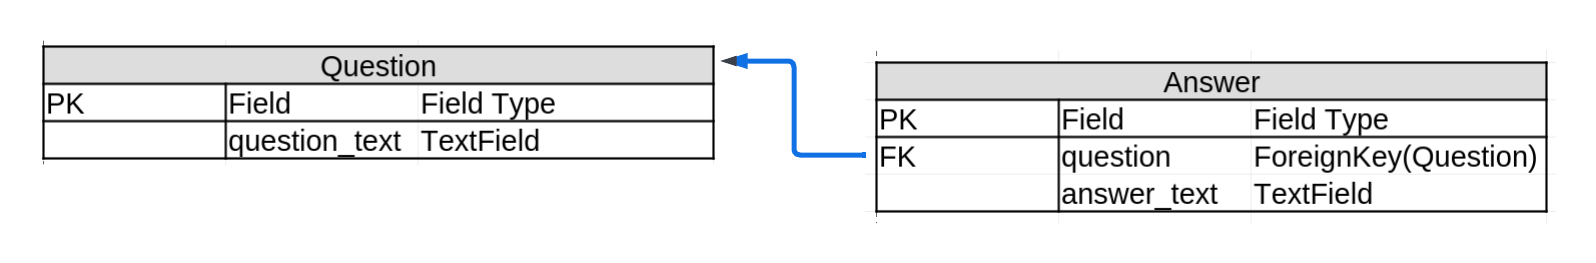 Question
PK Field Field Type
question_text TextField
Answer
PK Field Field Type
FK question ForeignKey(Question)
answer_text TextField